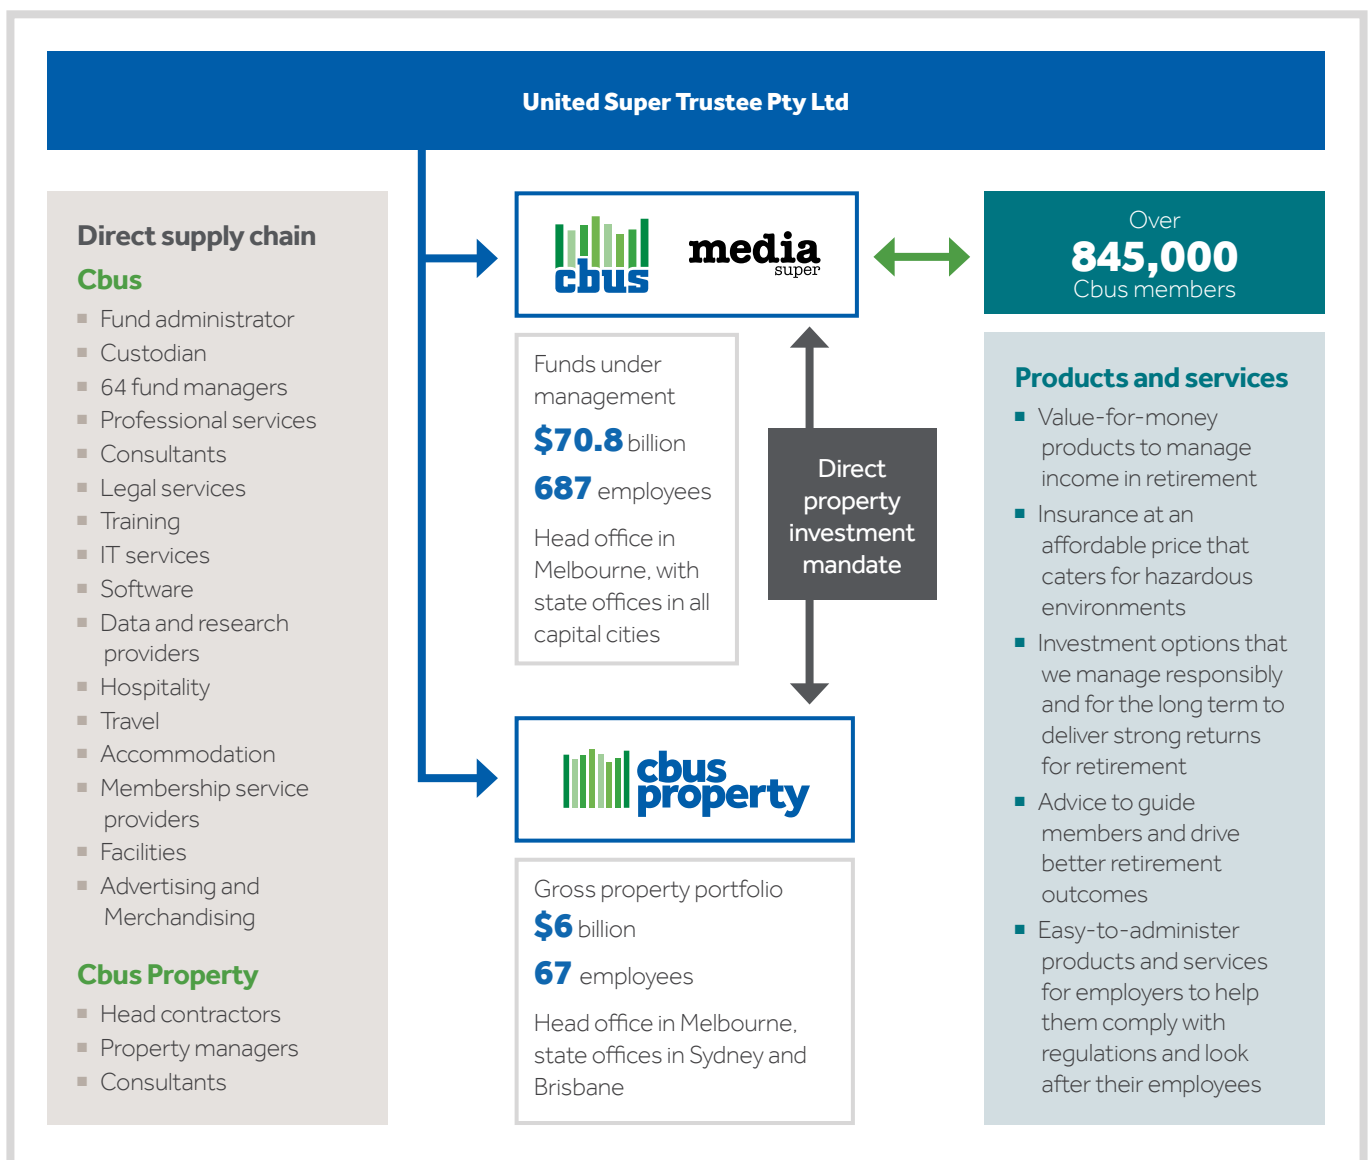 United Super Trustee Pty Ltd
Direct supply chain
Cbus
Fund administrator
Custodian
64 fund managers
Professional services
Consultants
Legal services
Training
IT services
Software
Data and research
providers
Hospitality
Travel
Accommodation
Membership service
providers
Facilities
Advertising and
Merchandising
Cbus Property
Head contractors
Property managers
Consultants
cbus
media
super
Funds under
management
$70.8 billion
687 employees
Head office in
Melbourne, with
state offices in all
capital cities
Direct
property
investment
mandate
cbus
property
Gross property portfolio
$6 billion
67 employees
Head office in Melbourne,
state offices in Sydney and
Brisbane
Over
845,000
Cbus members
Products and services
Value-for-money
products to manage
income in retirement
Insurance at an
affordable price that
caters for hazardous
environments
Investment options that
we manage responsibly
and for the long term to
deliver strong returns
for retirement
Advice to guide
members and drive
better retirement
outcomes
Easy-to-administer
products and services
for employers to help
them comply with
regulations and look
after their employees